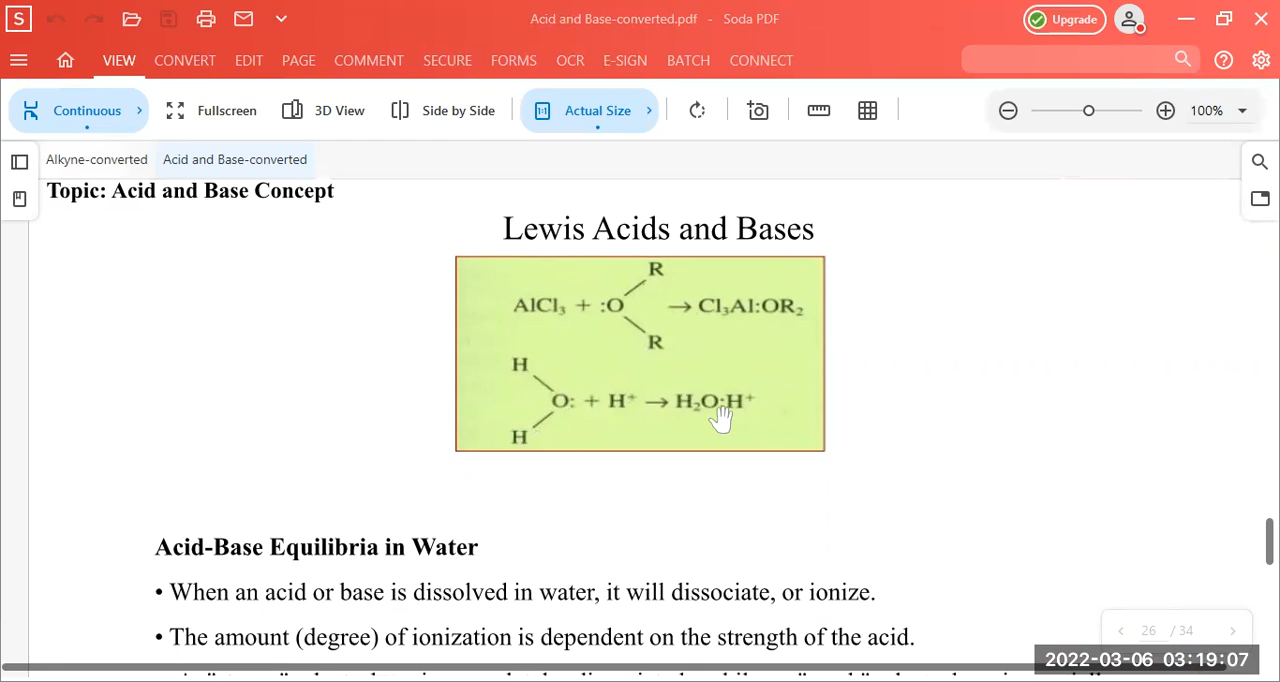 S
Acid and Base-converted.pdf - Soda PDF
Upgrade
VIEW CONVERT EDIT PAGE COMMENT SECURE FORMS OCR E-SIGN BATCH CONNECT
Continuous Fullscreen 3D View Side by Side 1:1 Actual Size 100%
Alkyne-converted Acid and Base-converted
Topic: Acid and Base Concept
Lewis Acids and Bases
R
AlCl₃ + :O → Cl₃Al:OR₂
R
H
O: + H⁺ → H₂O:H⁺
H
Acid-Base Equilibria in Water
• When an acid or base is dissolved in water, it will dissociate, or ionize.
• The amount (degree) of ionization is dependent on the strength of the acid.
26 / 34
2022-03-06 03:19:07